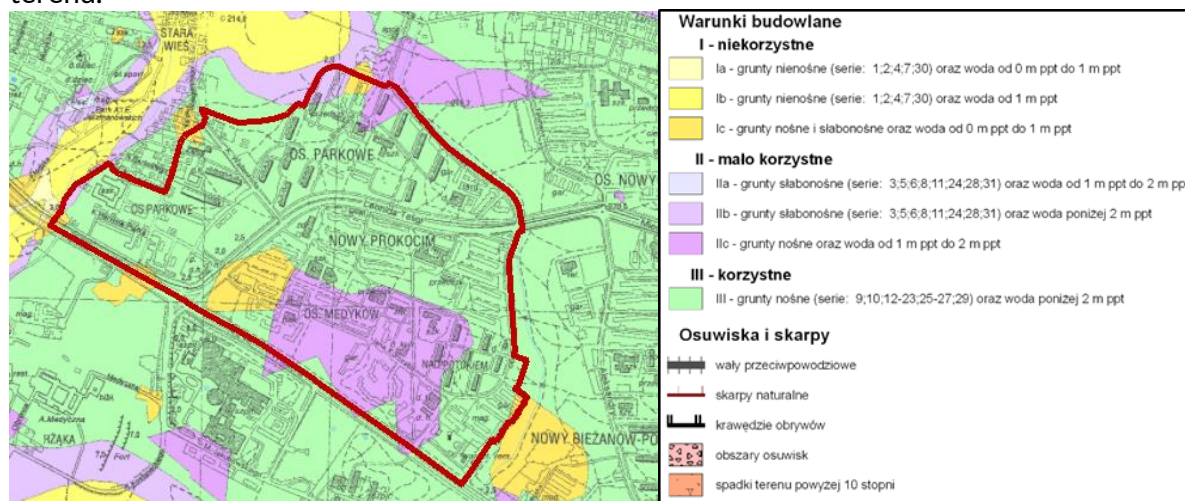 terenu.
STARA
WIEŚ
OS. PARKOWE
OS. NOWY
OS.PARKOWE
NOWY PROKOCIM
OS. MEDYKÓW
NAD POTOKIEM
A.Medyczna
RŻĄKA
Fort
NOWY BIEŻANÓW-PO
Warunki budowlane
I - niekorzystne
Ia - grunty nienośne (serie: 1;2;4;7;30) oraz woda od 0 m ppt do 1 m ppt
Ib - grunty nienośne (serie: 1;2;4;7;30) oraz woda od 1 m ppt
Ic - grunty nośne i słabonośne oraz woda od 0 m ppt do 1 m ppt
II - mało korzystne
IIa - grunty słabonośne (serie: 3;5;6;8;11;24;28;31) oraz woda od 1 m ppt do 2 m pp
IIb - grunty słabonośne (serie: 3;5;6;8;11;24;28;31) oraz woda poniżej 2 m ppt
IIc - grunty nośne oraz woda od 1 m ppt do 2 m ppt
III - korzystne
III - grunty nośne (serie: 9;10;12-23;25-27;29) oraz woda poniżej 2 m ppt
Osuwiska i skarpy
wały przeciwpowodziowe
skarpy naturalne
krawędzie obrywów
obszary osuwisk
spadki terenu powyżej 10 stopni